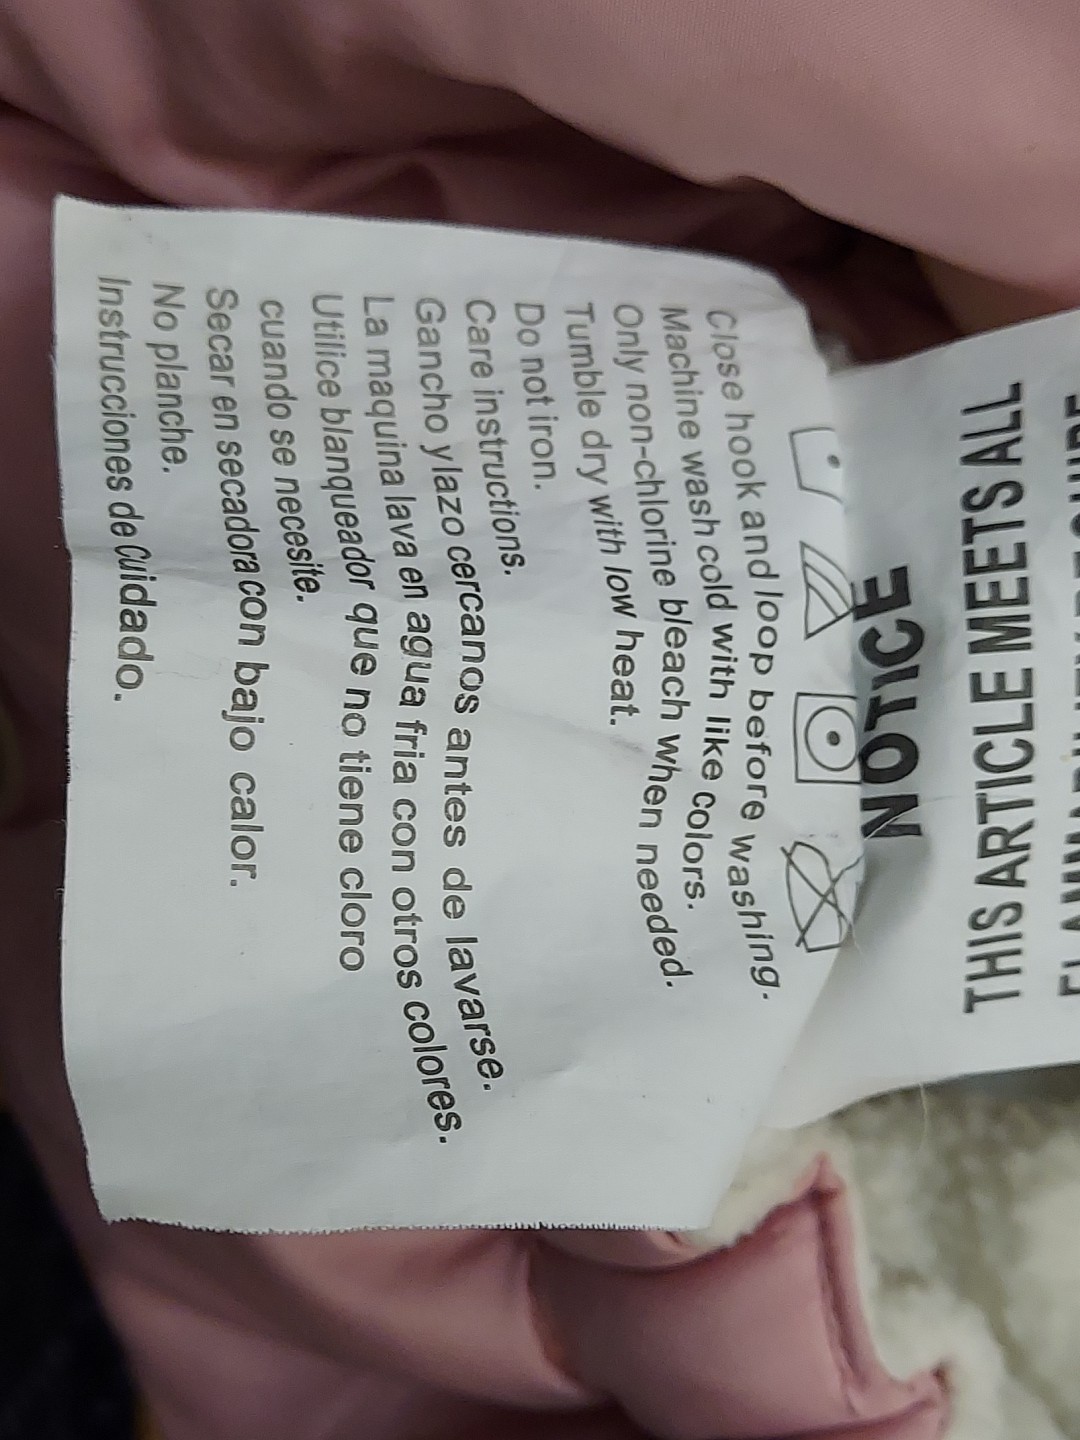 NOTICE
THIS ARTICLE MEETS ALL
Close hook and loop before washing.
Machine wash cold with like colors.
Only non-chlorine bleach when needed.
Tumble dry with low heat.
Do not iron.
Care instructions.
Gancho y lazo cercanos antes de lavarse.
La maquina lava en agua fria con otros colores.
Utilice blanqueador que no tiene cloro
cuando se necesite.
Secar en secadora con bajo calor.
No planche.
Instrucciones de Cuidado.